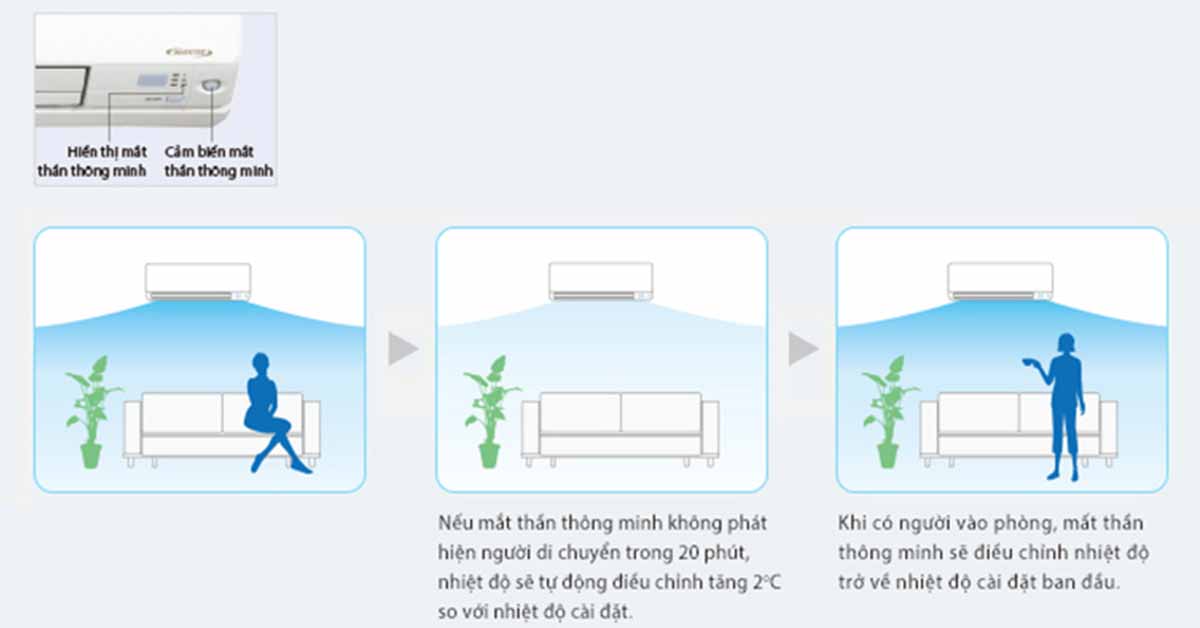 INVERTER
Hiển thị mắt
thần thông minh
Cảm biến mắt
thần thông minh
Nếu mắt thần thông minh không phát
hiện người di chuyển trong 20 phút,
nhiệt độ sẽ tự động điều chỉnh tăng 2°C
so với nhiệt độ cài đặt.
Khi có người vào phòng, mất thần
thông minh sẽ điều chỉnh nhiệt độ
trở về nhiệt độ cài đặt ban đầu.